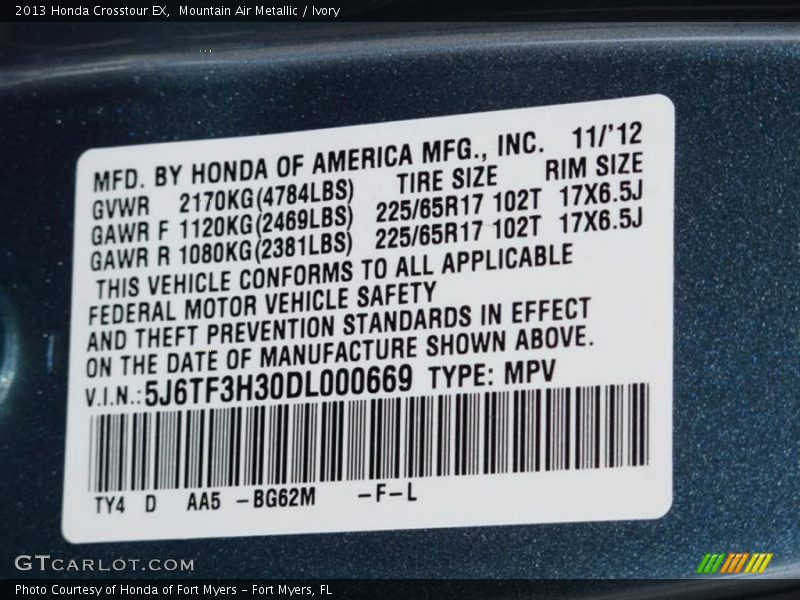 2013 Honda Crosstour EX, Mountain Air Metallic / Ivory
MFD. BY HONDA OF AMERICA MFG., INC. 11/'12
GVWR 2170KG(4784LBS) TIRE SIZE RIM SIZE
GAWR F 1120KG(2469LBS) 225/65R17 102T 17X6.5J
GAWR R 1080KG(2381LBS) 225/65R17 102T 17X6.5J
THIS VEHICLE CONFORMS TO ALL APPLICABLE
FEDERAL MOTOR VEHICLE SAFETY
AND THEFT PREVENTION STANDARDS IN EFFECT
ON THE DATE OF MANUFACTURE SHOWN ABOVE.
V.I.N.: 5J6TF3H30DL000669 TYPE: MPV
TY4 D AA5 -BG62M -F-L
GTCARLOT.COM
Photo Courtesy of Honda of Fort Myers - Fort Myers, FL